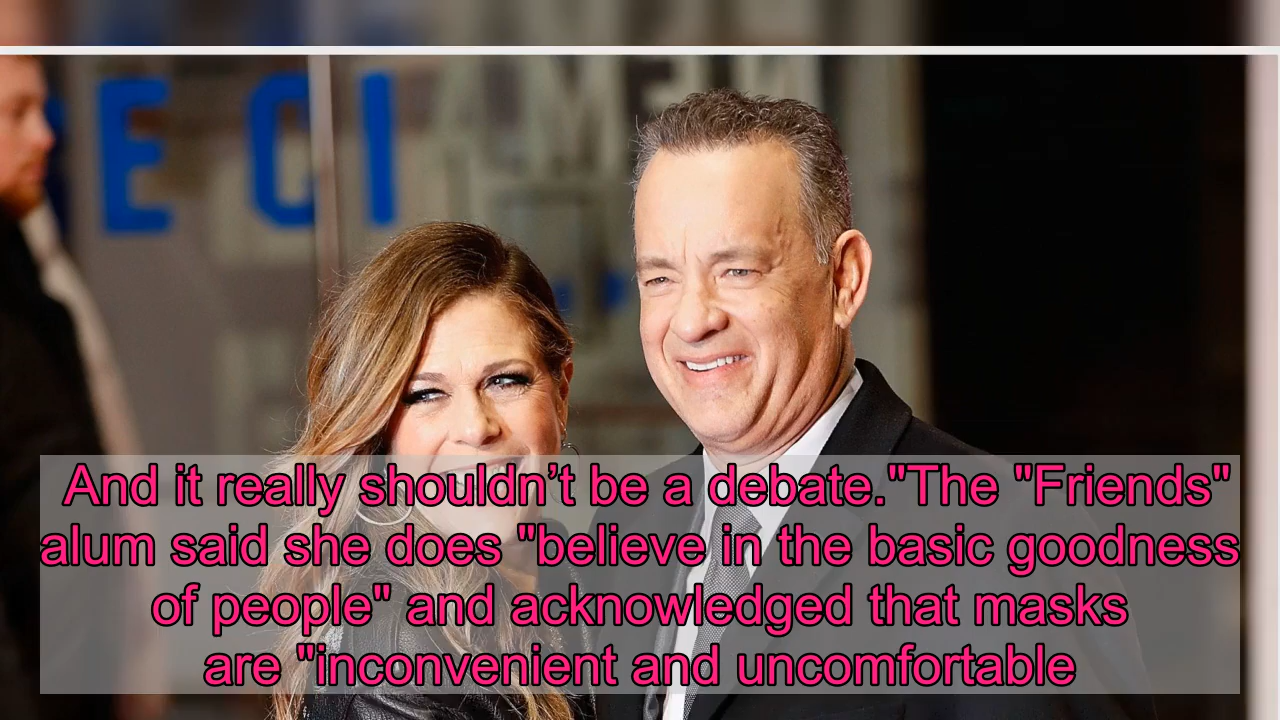 E CI
And it really shouldn’t be a debate."The "Friends"
alum said she does "believe in the basic goodness
of people" and acknowledged that masks
are "inconvenient and uncomfortable